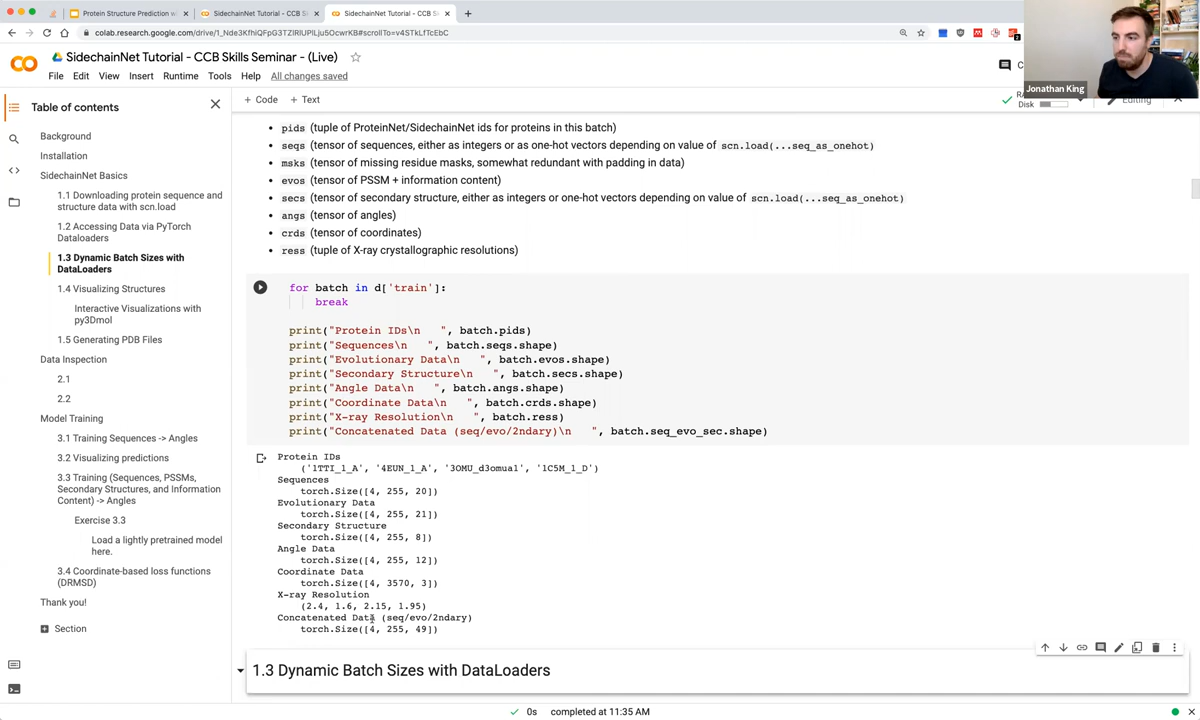 Protein Structure Prediction w
SidechainNet Tutorial - CCB S
SidechainNet Tutorial - CCB S
colab.research.google.com/drive/1_Nde3KfhiQFpG3TZIRlUPlLju5OcwrKB#scrollTo=v4STkLfTcEbC
SidechainNet Tutorial - CCB Skills Seminar - (Live)
File Edit View Insert Runtime Tools Help All changes saved
Jonathan King
Table of contents
+ Code + Text
Disk
Editing
Background
Installation
SidechainNet Basics
1.1 Downloading protein sequence and
structure data with scn.load
1.2 Accessing Data via PyTorch
Dataloaders
1.3 Dynamic Batch Sizes with
DataLoaders
1.4 Visualizing Structures
Interactive Visualizations with
py3Dmol
1.5 Generating PDB Files
Data Inspection
2.1
2.2
Model Training
3.1 Training Sequences -> Angles
3.2 Visualizing predictions
3.3 Training (Sequences, PSSMs,
Secondary Structures, and Information
Content) -> Angles
Exercise 3.3
Load a lightly pretrained model
here.
3.4 Coordinate-based loss functions
(DRMSD)
Thank you!
Section
• pids (tuple of ProteinNet/SidechainNet ids for proteins in this batch)
• seqs (tensor of sequences, either as integers or as one-hot vectors depending on value of scn.load(...seq_as_onehot)
• msks (tensor of missing residue masks, somewhat redundant with padding in data)
• evos (tensor of PSSM + information content)
• secs (tensor of secondary structure, either as integers or one-hot vectors depending on value of scn.load(...seq_as_onehot)
• angs (tensor of angles)
• crds (tensor of coordinates)
• ress (tuple of X-ray crystallographic resolutions)
for batch in d['train']:
break
print("Protein IDs\n   ", batch.pids)
print("Sequences\n   ", batch.seqs.shape)
print("Evolutionary Data\n   ", batch.evos.shape)
print("Secondary Structure\n   ", batch.secs.shape)
print("Angle Data\n   ", batch.angs.shape)
print("Coordinate Data\n   ", batch.crds.shape)
print("X-ray Resolution\n   ", batch.ress)
print("Concatenated Data (seq/evo/2ndary)\n   ", batch.seq_evo_sec.shape)
Protein IDs
('1TTI_1_A', '4EUN_1_A', '3OMU_d3omua1', '1C5M_1_D')
Sequences
torch.Size([4, 255, 20])
Evolutionary Data
torch.Size([4, 255, 21])
Secondary Structure
torch.Size([4, 255, 8])
Angle Data
torch.Size([4, 255, 12])
Coordinate Data
torch.Size([4, 3570, 3])
X-ray Resolution
(2.4, 1.6, 2.15, 1.95)
Concatenated Data (seq/evo/2ndary)
torch.Size([4, 255, 49])
1.3 Dynamic Batch Sizes with DataLoaders
0s completed at 11:35 AM